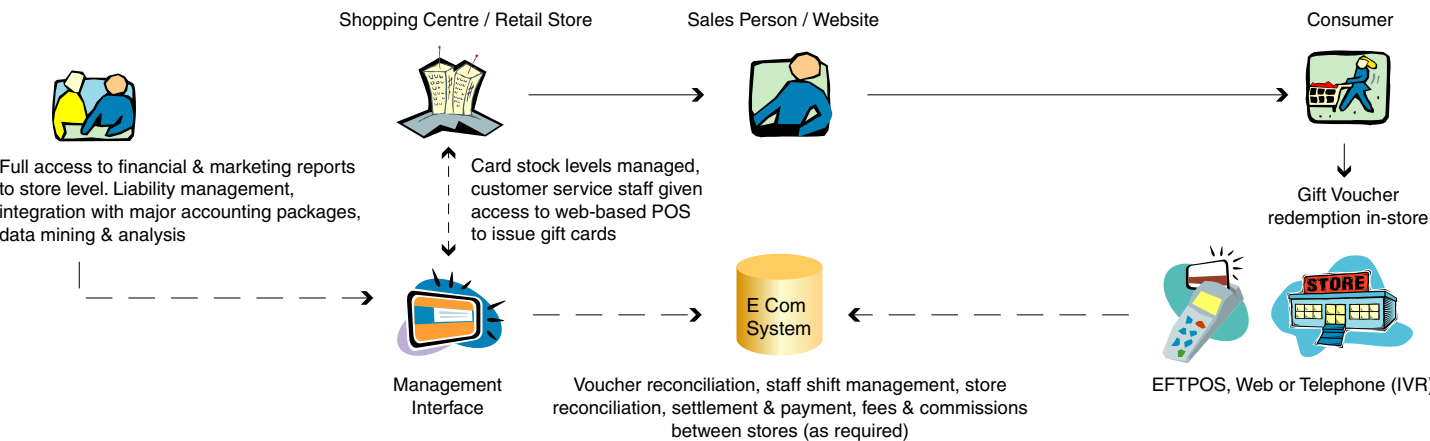 Shopping Centre / Retail Store
Sales Person / Website
Consumer
Full access to financial & marketing reports
to store level. Liability management,
integration with major accounting packages,
data mining & analysis
Card stock levels managed,
customer service staff given
access to web-based POS
to issue gift cards
Gift Voucher
redemption in-store
E Com
System
STORE
Management
Interface
Voucher reconciliation, staff shift management, store
reconciliation, settlement & payment, fees & commissions
between stores (as required)
EFTPOS, Web or Telephone (IVR)